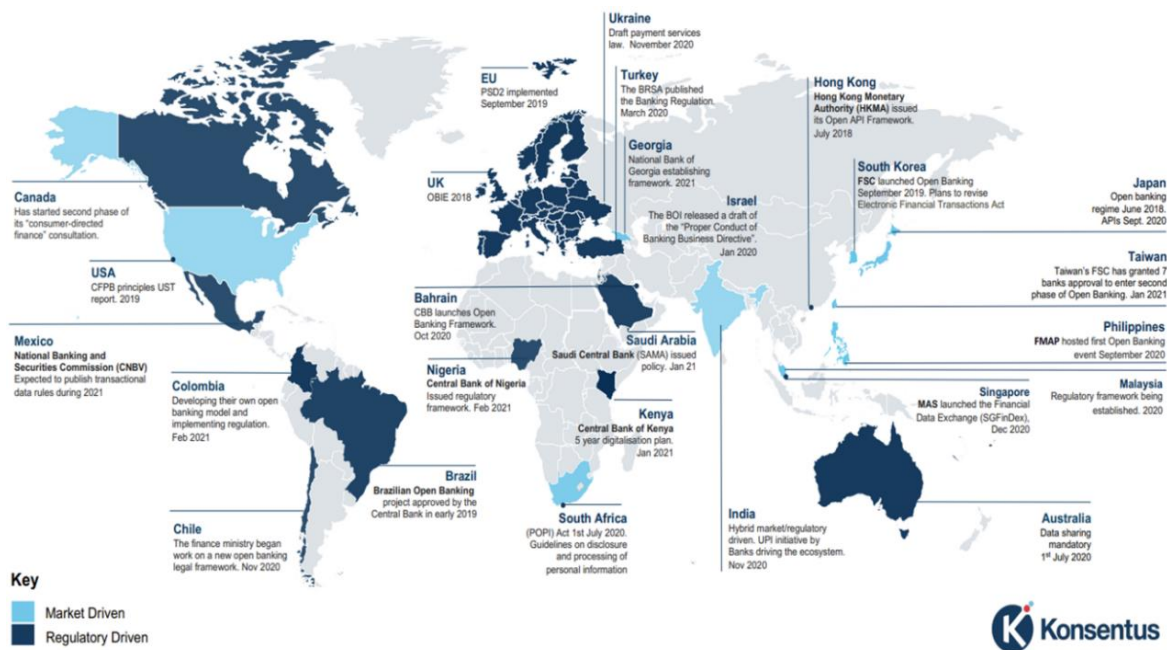 Ukraine
Draft payment services
law. November 2020
EU
PSD2 implemented
September 2019
Turkey
The BRSA published
the Banking Regulation.
March 2020
Hong Kong
Hong Kong Monetary
Authority (HKMA) issued
its Open API Framework.
July 2018
Georgia
National Bank of
Georgia establishing
framework. 2021
South Korea
FSC launched Open Banking
September 2019. Plans to revise
Electronic Financial Transactions Act
Japan
Open banking
regime June 2018.
APIs Sept. 2020
Canada
Has started second phase of
its “consumer-directed
finance” consultation.
UK
OBIE 2018
Israel
The BOI released a draft of
the “Proper Conduct of
Banking Business Directive”.
Jan 2020
USA
CFPB principles UST
report. 2019
Taiwan
Taiwan's FSC has granted 7
banks approval to enter second
phase of Open Banking. Jan 2021
Bahrain
CBB launches Open
Banking Framework.
Oct 2020
Saudi Arabia
Saudi Central Bank (SAMA) issued
policy. Jan 21
Philippines
FMAP hosted first Open Banking
event September 2020
Mexico
National Banking and
Securities Commission (CNBV)
Expected to publish transactional
data rules during 2021
Colombia
Developing their own open
banking model and
implementing regulation.
Feb 2021
Nigeria
Central Bank of Nigeria
Issued regulatory
framework. Feb 2021
Kenya
Central Bank of Kenya
5 year digitalisation plan.
Jan 2021
Singapore
MAS launched the Financial
Data Exchange (SGFinDex),
Dec 2020
Malaysia
Regulatory framework being
established. 2020
Brazil
Brazilian Open Banking
project approved by the
Central Bank in early 2019
Chile
The finance ministry began
work on a new open banking
legal framework. Nov 2020
South Africa
(POPI) Act 1st July 2020.
Guidelines on disclosure
and processing of
personal information
India
Hybrid market/regulatory
driven. UPI initiative by
Banks driving the ecosystem.
Nov 2020
Australia
Data sharing
mandatory
1st July 2020
Key
Market Driven
Regulatory Driven
K Konsentus